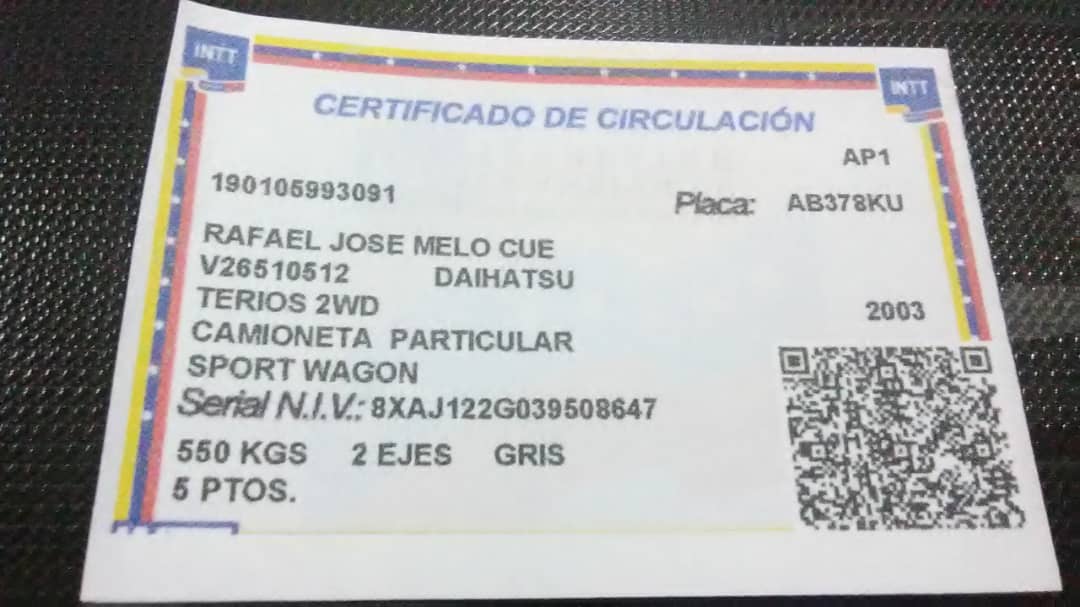 INTT
INTT
CERTIFICADO DE CIRCULACIÓN
AP1
190105993091 Placa: AB378KU
RAFAEL JOSE MELO CUE
V26510512 DAIHATSU
TERIOS 2WD 2003
CAMIONETA PARTICULAR
SPORT WAGON
Serial N.I.V.: 8XAJ122G039508647
550 KGS 2 EJES GRIS
5 PTOS.